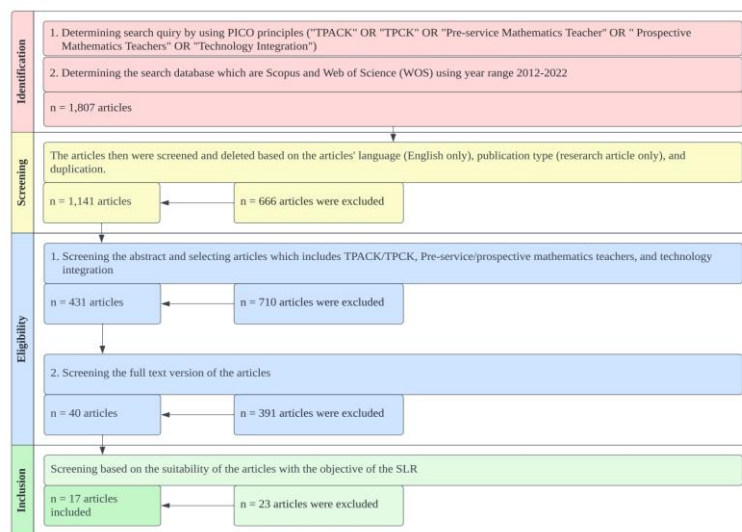 Identification
1. Determining search quiry by using PICO principles ("TPACK" OR "TPCK" OR "Pre-service Mathematics Teacher" OR " Prospective
Mathematics Teachers" OR "Technology Integration")
2. Determining the search database which are Scopus and Web of Science (WOS) using year range 2012-2022
n = 1,807 articles
Screening
The articles then were screened and deleted based on the articles' language (English only), publication type (reserarch article only), and
duplication.
n = 1,141 articles
n = 666 articles were excluded
Eligibility
1. Screening the abstract and selecting articles which includes TPACK/TPCK, Pre-service/prospective mathematics teachers, and technology
integration
n = 431 articles
n = 710 articles were excluded
2. Screening the full text version of the articles
n = 40 articles
n = 391 articles were excluded
Inclusion
Screening based on the suitability of the articles with the objective of the SLR
n = 17 articles
included
n = 23 articles were excluded